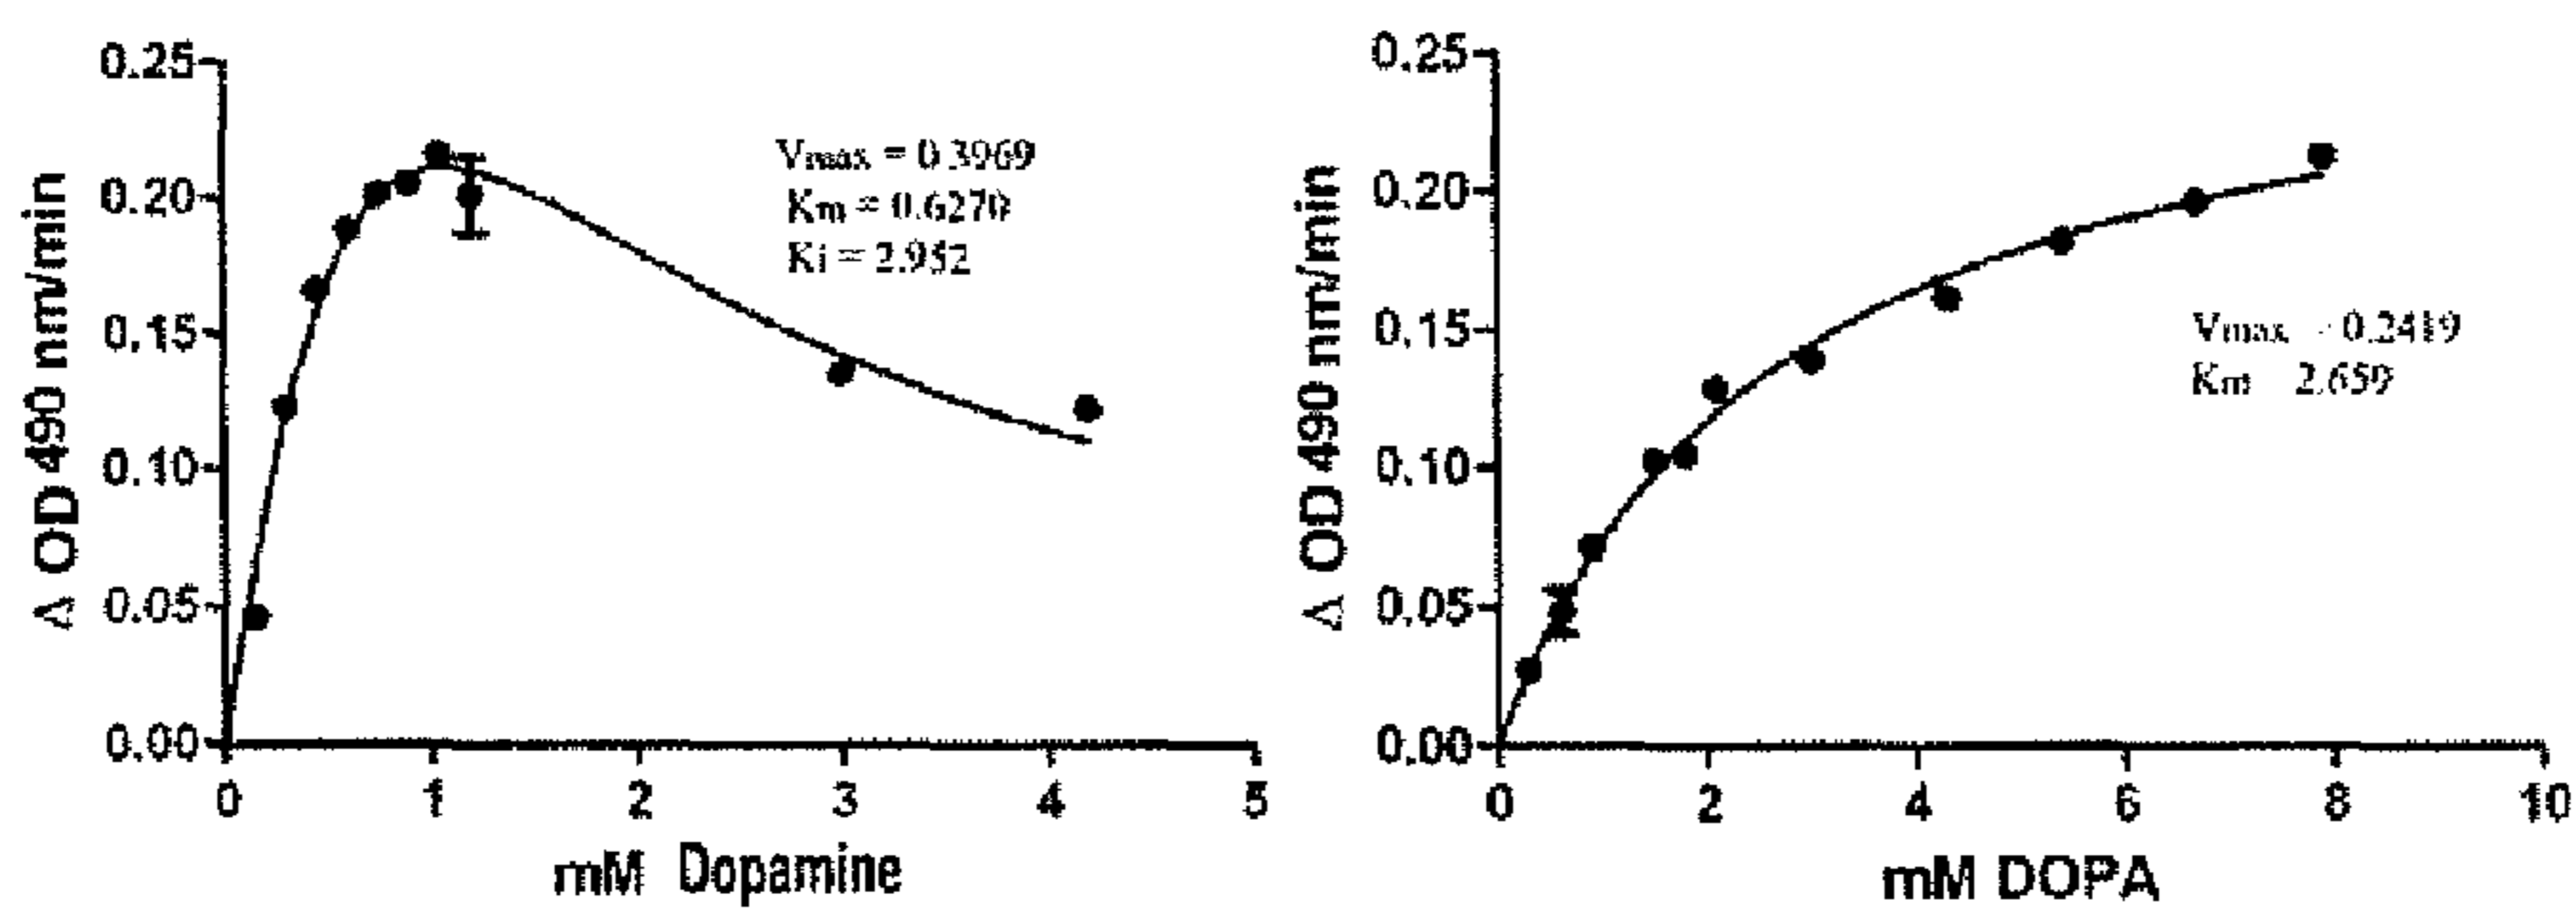 0.25
0.20
0.15
0.10
0.05
0.00
Δ OD 490 nm/min
Vmax = 0.3969
Km = 0.6270
Ki = 2.952
0 1 2 3 4 5
mM Dopamine
0.25
0.20
0.15
0.10
0.05
0.00
Δ OD 490 nm/min
Vmax 0.2419
Km 2.659
0 2 4 6 8 10
mM DOPA